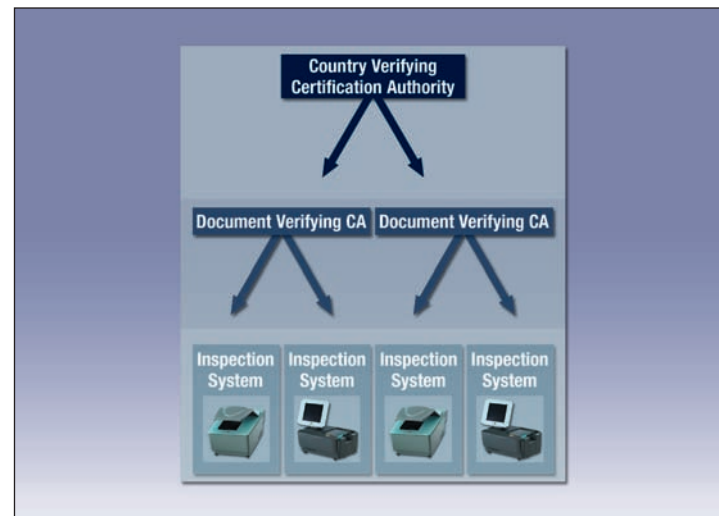 Country Verifying
Certification Authority
Document Verifying CA
Document Verifying CA
Inspection
System
Inspection
System
Inspection
System
Inspection
System